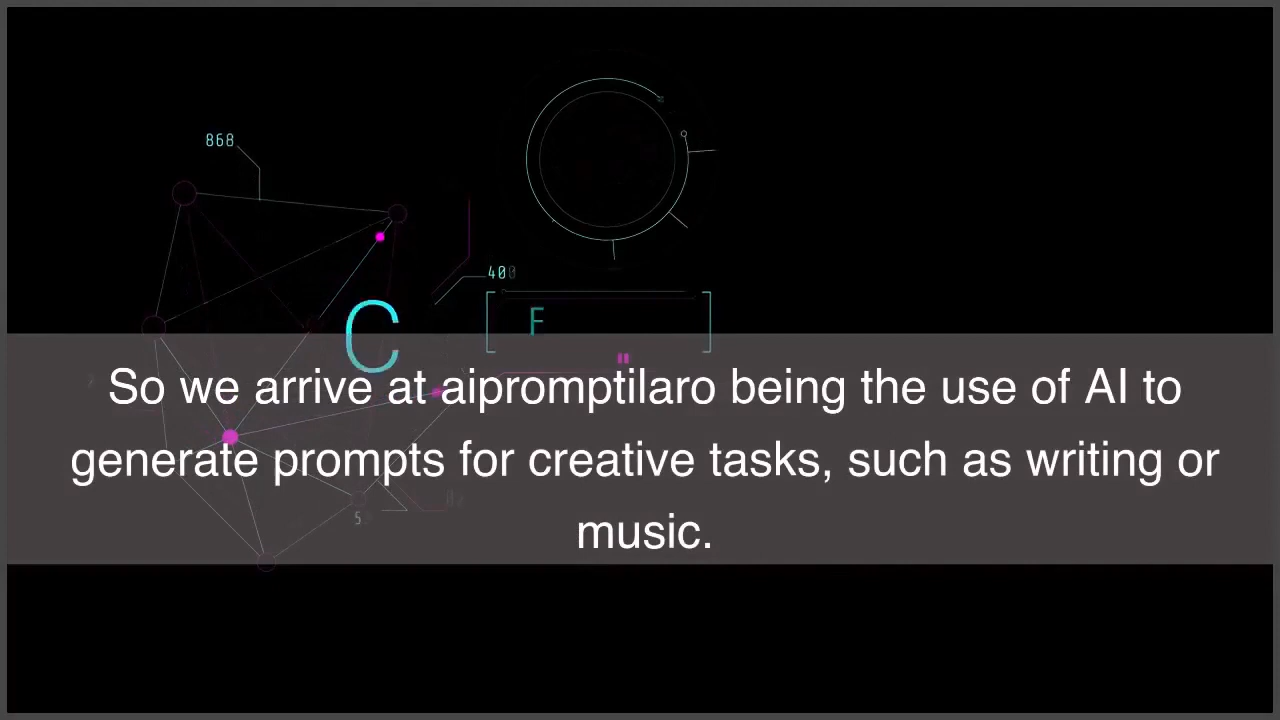 868
400
C
F
So we arrive at aipromptilaro being the use of AI to
generate prompts for creative tasks, such as writing or
music.
5